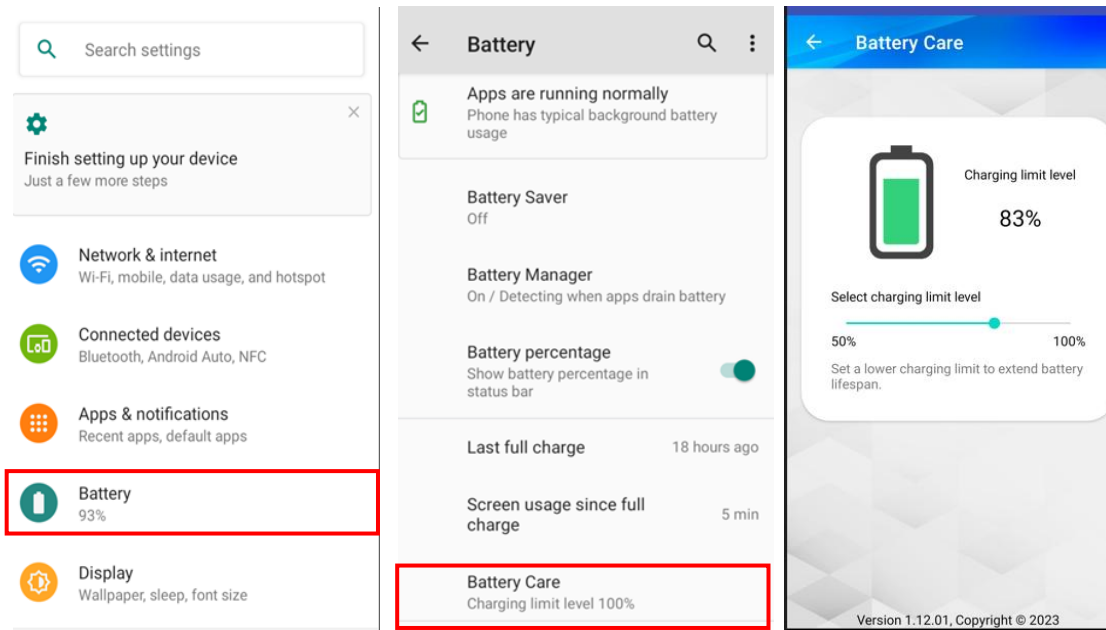 Search settings
Finish setting up your device
Just a few more steps
Network & internet
Wi-Fi, mobile, data usage, and hotspot
Connected devices
Bluetooth, Android Auto, NFC
Apps & notifications
Recent apps, default apps
Battery
93%
Display
Wallpaper, sleep, font size
Battery
Apps are running normally
Phone has typical background battery
usage
Battery Saver
Off
Battery Manager
On / Detecting when apps drain battery
Battery percentage
Show battery percentage in
status bar
Last full charge 18 hours ago
Screen usage since full
charge
5 min
Battery Care
Charging limit level 100%
Battery Care
Charging limit level
83%
Select charging limit level
50% 100%
Set a lower charging limit to extend battery
lifespan.
Version 1.12.01, Copyright © 2023